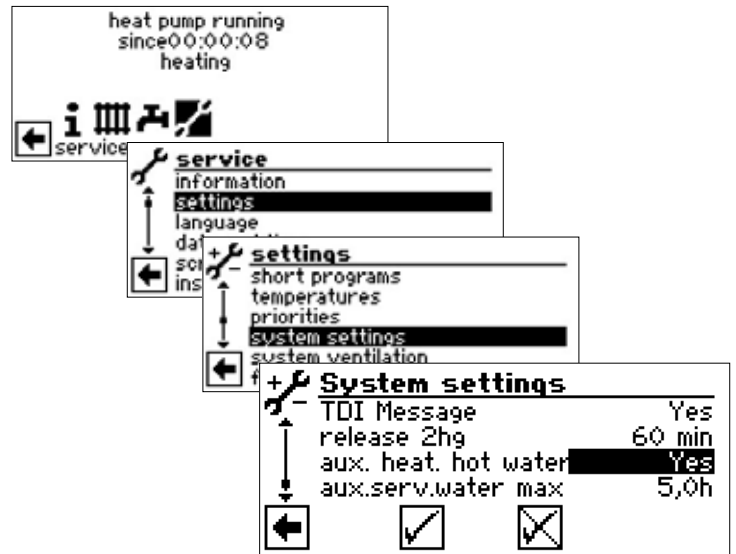 heat pump running
since00:00:08
heating
service
service
information
settings
language
settings
short programs
temperatures
priorities
system settings
system ventilation
System settings
TDI Message Yes
release 2hg 60 min
aux. heat. hot water Yes
aux.serv.water max 5,0h